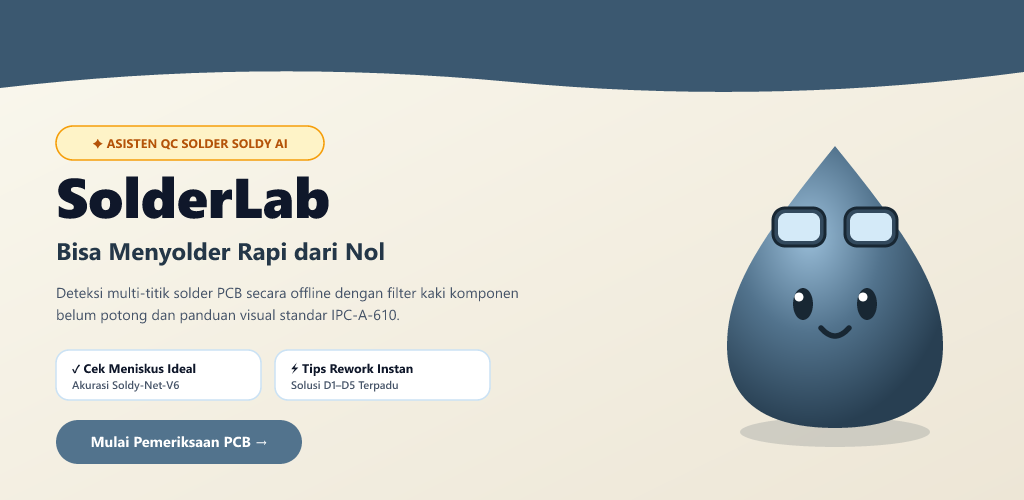 ✦ ASISTEN QC SOLDER SOLDY AI
SolderLab
Bisa Menyolder Rapi dari Nol
Deteksi multi-titik solder PCB secara offline dengan filter kaki komponen
belum potong dan panduan visual standar IPC-A-610.
✓ Cek Meniskus Ideal
Akurasi Soldy-Net-V6
⚡ Tips Rework Instan
Solusi D1–D5 Terpadu
Mulai Pemeriksaan PCB →